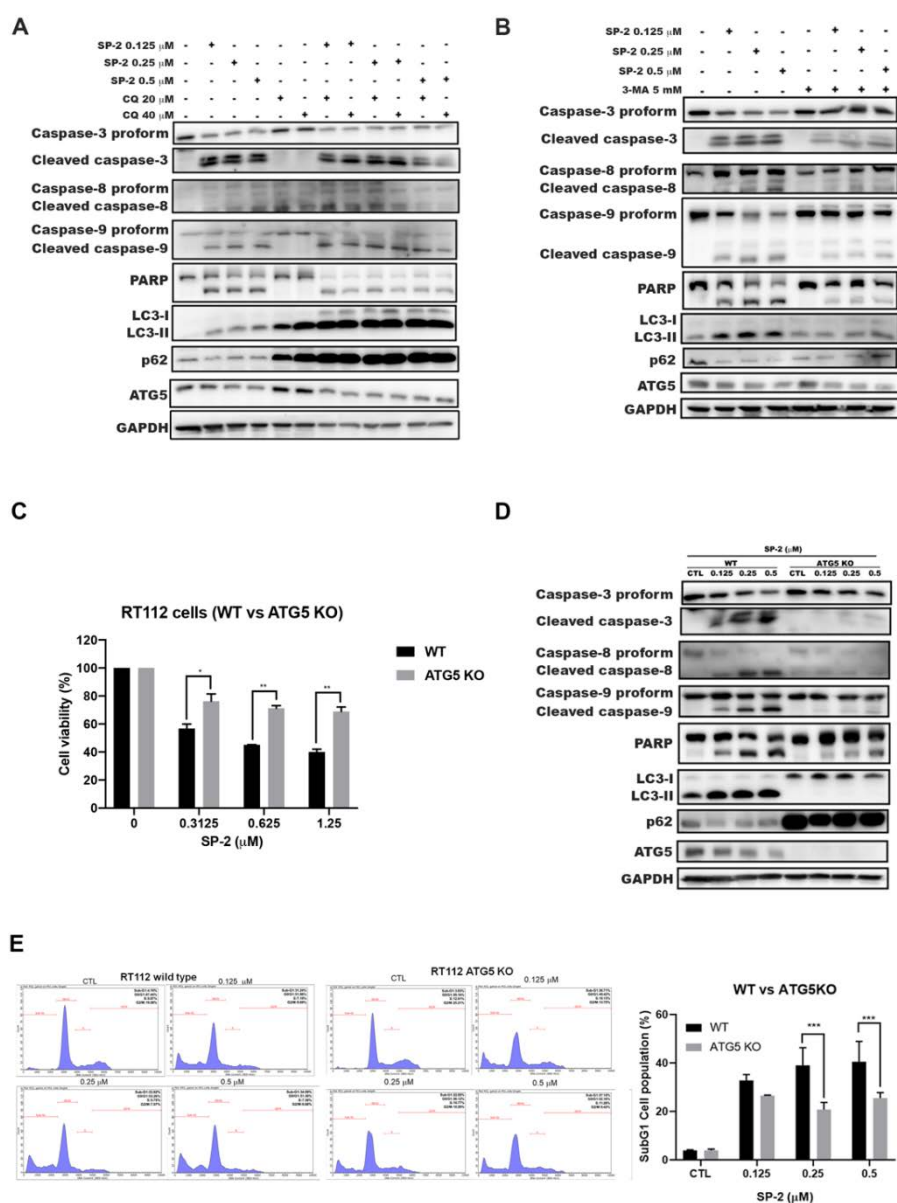 A
SP-2 0.125 μM - + - - - - + + - - - -
SP-2 0.25 μM - - + - - - - - + + - -
SP-2 0.5 μM - - - + - - - - - - + +
CQ 20 μM - - - - + - + - + - + -
CQ 40 μM - - - - - + - + - + - +
Caspase-3 proform
Cleaved caspase-3
Caspase-8 proform
Cleaved caspase-8
Caspase-9 proform
Cleaved caspase-9
PARP
LC3-I
LC3-II
p62
ATG5
GAPDH
B
SP-2 0.125 μM - + - - - + - -
SP-2 0.25 μM - - + - - - + -
SP-2 0.5 μM - - - + - - - +
3-MA 5 mM - - - - + + + +
Caspase-3 proform
Cleaved caspase-3
Caspase-8 proform
Cleaved caspase-8
Caspase-9 proform
Cleaved caspase-9
PARP
LC3-I
LC3-II
p62
ATG5
GAPDH
C
RT112 cells (WT vs ATG5 KO)
Cell viability (%)
120
100
80
60
40
20
0
* ** **
0 0.3125 0.625 1.25
SP-2 (μM)
WT
ATG5 KO
D
SP-2 (μM)
WT ATG5 KO
CTL 0.125 0.25 0.5 CTL 0.125 0.25 0.5
Caspase-3 proform
Cleaved caspase-3
Caspase-8 proform
Cleaved caspase-8
Caspase-9 proform
Cleaved caspase-9
PARP
LC3-I
LC3-II
p62
ATG5
GAPDH
E
RT112 wild type
CTL 0.125 μM
0.25 μM 0.5 μM
RT112 ATG5 KO
CTL 0.125 μM
0.25 μM 0.5 μM
WT vs ATG5KO
SubG1 Cell population (%)
60
40
20
0
WT
ATG5 KO
*** ***
CTL 0.125 0.25 0.5
SP-2 (μM)